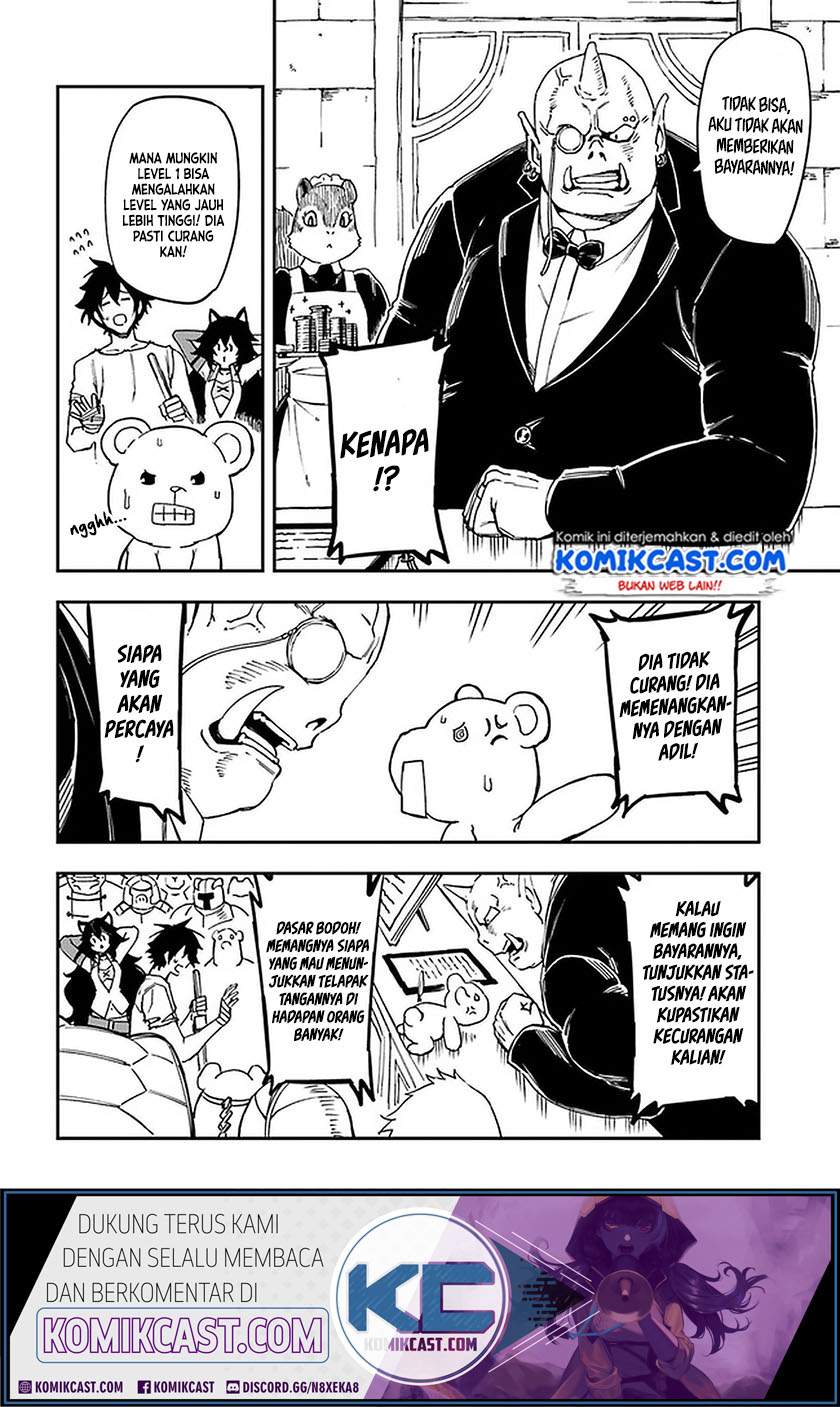 TIDAK BISA,
AKU TIDAK AKAN
MEMBERIKAN
BAYARANNYA!
KENAPA
!?
MANA MUNGKIN
LEVEL 1 BISA
MENGALAHKAN
LEVEL YANG JAUH
LEBIH TINGGI! DIA
PASTI CURANG
KAN!
ngghh...
Komik ini diterjemahkan & diedit oleh
KOMIKCAST.COM
BUKAN WEB LAIN!!
DIA TIDAK
CURANG! DIA
MEMENANGKAN-
NYA DENGAN
ADIL!
SIAPA
YANG
AKAN
PERCAYA
!
KALAU
MEMANG INGIN
BAYARANNYA,
TUNJUKKAN STA-
TUSNYA! AKAN
KUPASTIKAN
KECURANGAN
KALIAN!
DASAR BODOH!
MEMANGNYA SIAPA
YANG MAU MENUN-
JUKKAN TELAPAK
TANGANNYA DI
HADAPAN ORANG
BANYAK!
DUKUNG TERUS KAMI
DENGAN SELALU MEMBACA
DAN BERKOMENTAR DI
KOMIKCAST.COM
KC
KOMIKCAST.COM
KOMIKCAST.COM KOMIKCAST DISCORD.GG/N8XEKA8